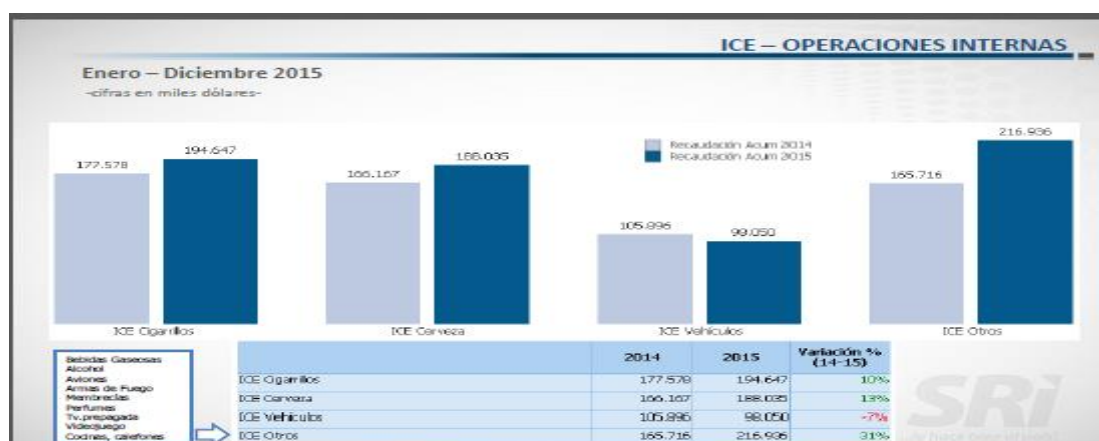 ICE – OPERACIONES INTERNAS
Enero – Diciembre 2015
-cifras en miles dólares-
216.936
194.647
177.578
188.035
166.167
Recaudación Acum 2014
Recaudación Acum 2015
165.716
105.896
98.050
ICE Cigarrillos
ICE Cerveza
ICE Vehículos
ICE Otros
2014 2015 Variación % (14-15)
ICE Cigarrillos 177.578 194.647 10%
ICE Cerveza 166.167 188.035 13%
ICE Vehículos 105.896 98.050 -7%
ICE Otros 165.716 216.936 31%
Bebidas Gaseosas
Alcohol
Aviones
Armas de Fuego
Membrecías
Perfumes
Tv.prepagada
Videojuego
Cocinas, calefones
SRi